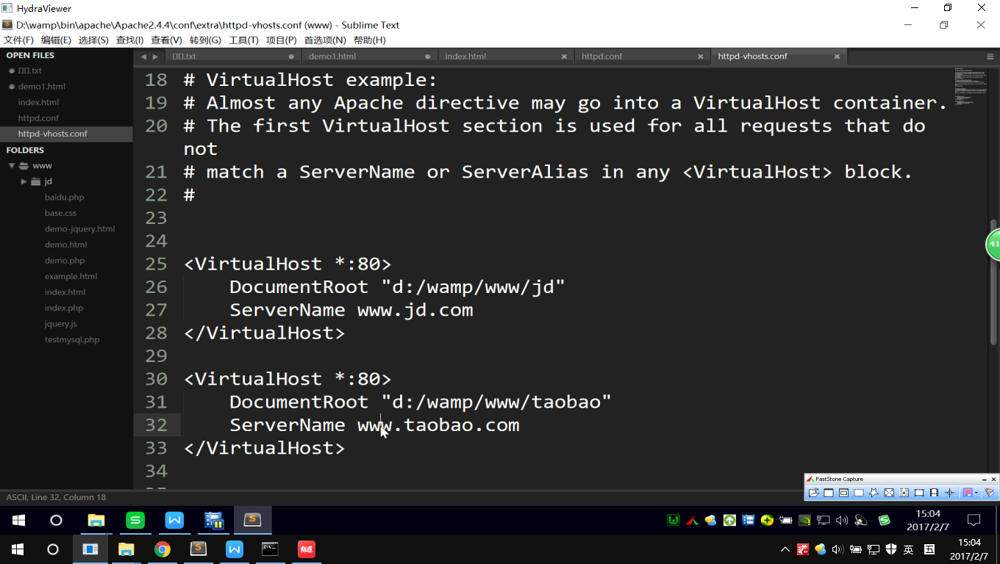 HydraViewer
D:\wamp\bin\apache\Apache2.4.4\conf\extra\httpd-vhosts.conf (www) - Sublime Text
文件(F) 编辑(E) 选择(S) 查找(I) 查看(V) 转到(G) 工具(T) 项目(P) 首选项(N) 帮助(H)
OPEN FILES
.txt
demo1.html
index.html
httpd.conf
httpd-vhosts.conf
FOLDERS
www
jd
baidu.php
base.css
demo-jquery.html
demo.html
demo.php
example.html
index.html
index.php
jquery.js
testmysql.php
.txt demo1.html index.html httpd.conf httpd-vhosts.conf
18 # VirtualHost example:
19 # Almost any Apache directive may go into a VirtualHost container.
20 # The first VirtualHost section is used for all requests that do
not
21 # match a ServerName or ServerAlias in any <VirtualHost> block.
22 #
23
24
25 <VirtualHost *:80>
26 DocumentRoot "d:/wamp/www/jd"
27 ServerName www.jd.com
28 </VirtualHost>
29
30 <VirtualHost *:80>
31 DocumentRoot "d:/wamp/www/taobao"
32 ServerName www.taobao.com
33 </VirtualHost>
34
41
FastStone Capture
ASCII, Line 32, Column 18
15:04
2017/2/7
英
15:04
2017/2/7